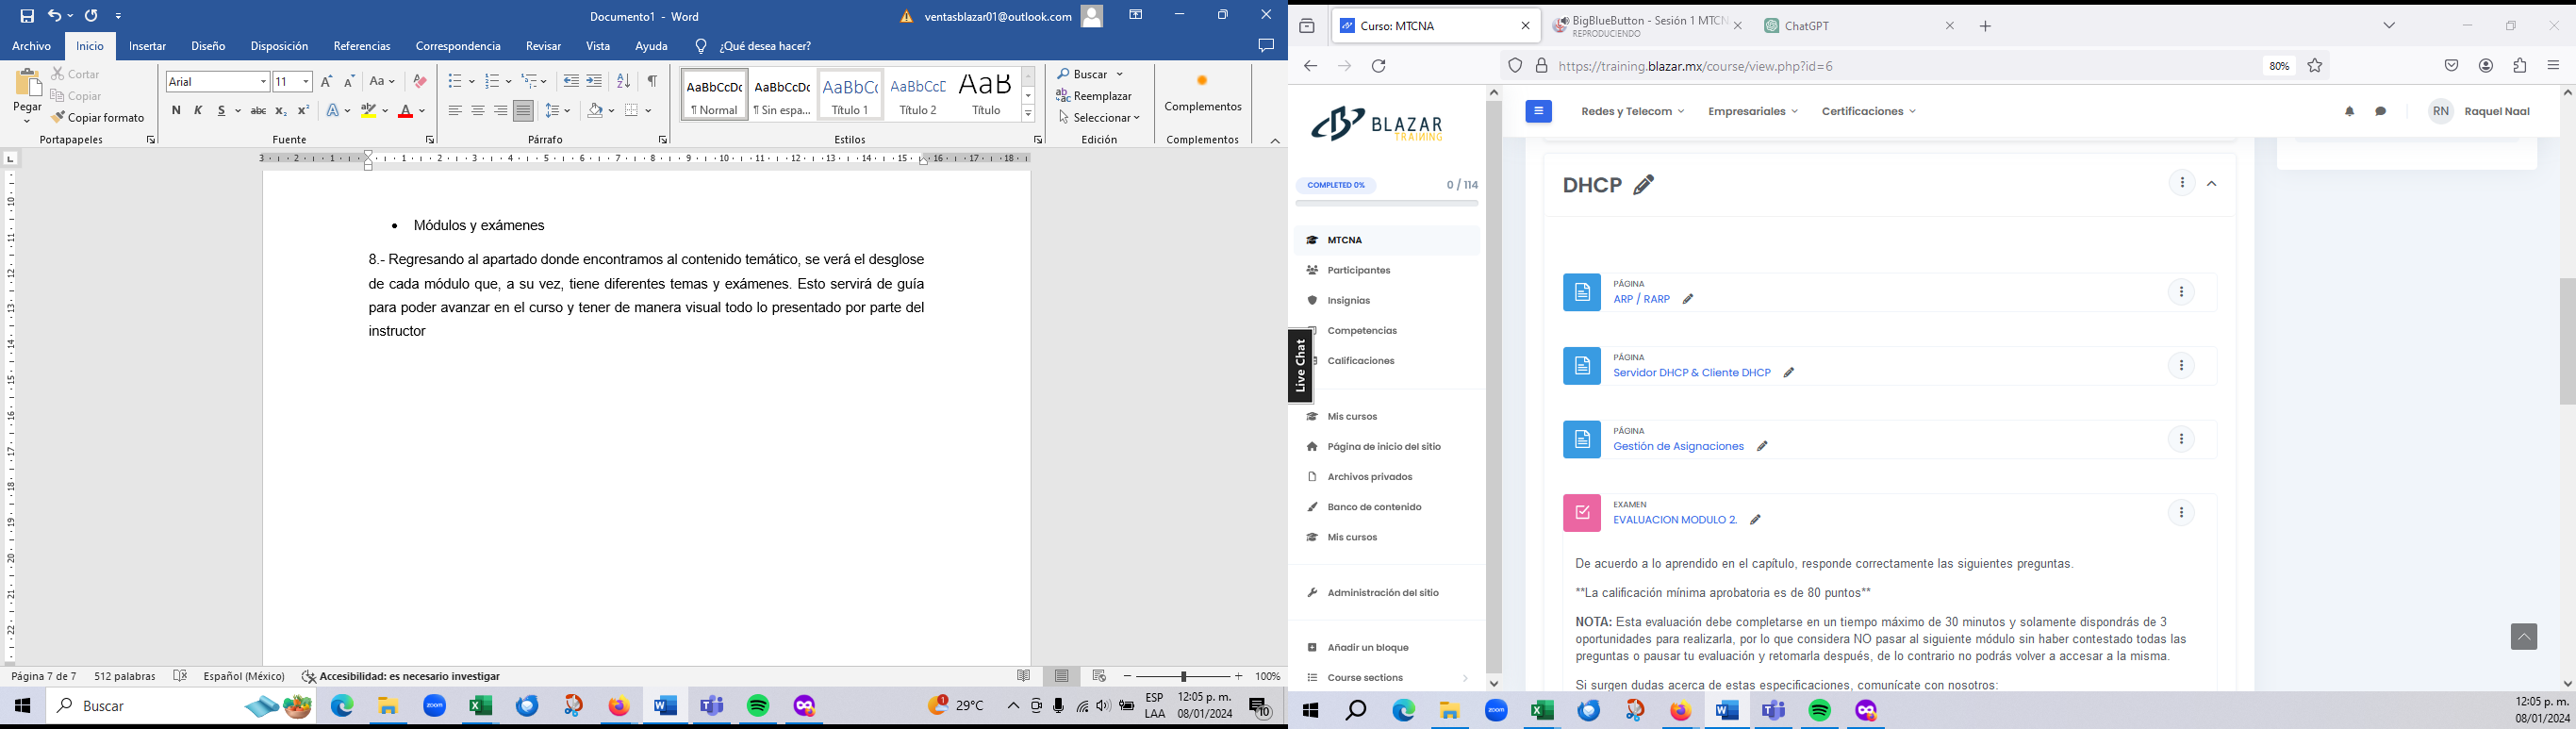 Documento1 - Word
ventasblazar01@outlook.com
Archivo
Inicio
Insertar
Diseño
Disposición
Referencias
Correspondencia
Revisar
Vista
Ayuda
¿Qué desea hacer?
Pegar
Cortar
Copiar
Copiar formato
Portapapeles
Arial
11
Aa
N K S abc x₂ x²
Fuente
Párrafo
AaBbCcDc
¶ Normal
AaBbCcDc
¶ Sin espa...
AaBbC
Título 1
AaBbCcE
Título 2
AaB
Título
Estilos
Buscar
Reemplazar
Seleccionar
Edición
Complementos
Complementos
• Módulos y exámenes
8.- Regresando al apartado donde encontramos al contenido temático, se verá el desglose
de cada módulo que, a su vez, tiene diferentes temas y exámenes. Esto servirá de guía
para poder avanzar en el curso y tener de manera visual todo lo presentado por parte del
instructor
Página 7 de 7
512 palabras
Español (México)
Accesibilidad: es necesario investigar
100%
Buscar
29°C
ESP
LAA
12:05 p. m.
08/01/2024
10
Curso: MTCNA
BigBlueButton - Sesión 1 MTCN
REPRODUCIENDO
ChatGPT
https://training.blazar.mx/course/view.php?id=6
80%
BLAZAR
TRAINING
Redes y Telecom
Empresariales
Certificaciones
RN
Raquel Naal
COMPLETED 0%
0 / 114
MTCNA
Participantes
Insignias
Competencias
Calificaciones
Live Chat
Mis cursos
Página de inicio del sitio
Archivos privados
Banco de contenido
Mis cursos
Administración del sitio
Añadir un bloque
Course sections
DHCP
PÁGINA
ARP / RARP
PÁGINA
Servidor DHCP & Cliente DHCP
PÁGINA
Gestión de Asignaciones
EXAMEN
EVALUACION MODULO 2.
De acuerdo a lo aprendido en el capítulo, responde correctamente las siguientes preguntas.
**La calificación mínima aprobatoria es de 80 puntos**
NOTA: Esta evaluación debe completarse en un tiempo máximo de 30 minutos y solamente dispondrás de 3
oportunidades para realizarla, por lo que considera NO pasar al siguiente módulo sin haber contestado todas las
preguntas o pausar tu evaluación y retomarla después, de lo contrario no podrás volver a accesar a la misma.
Si surgen dudas acerca de estas especificaciones, comunícate con nosotros:
12:05 p. m.
08/01/2024